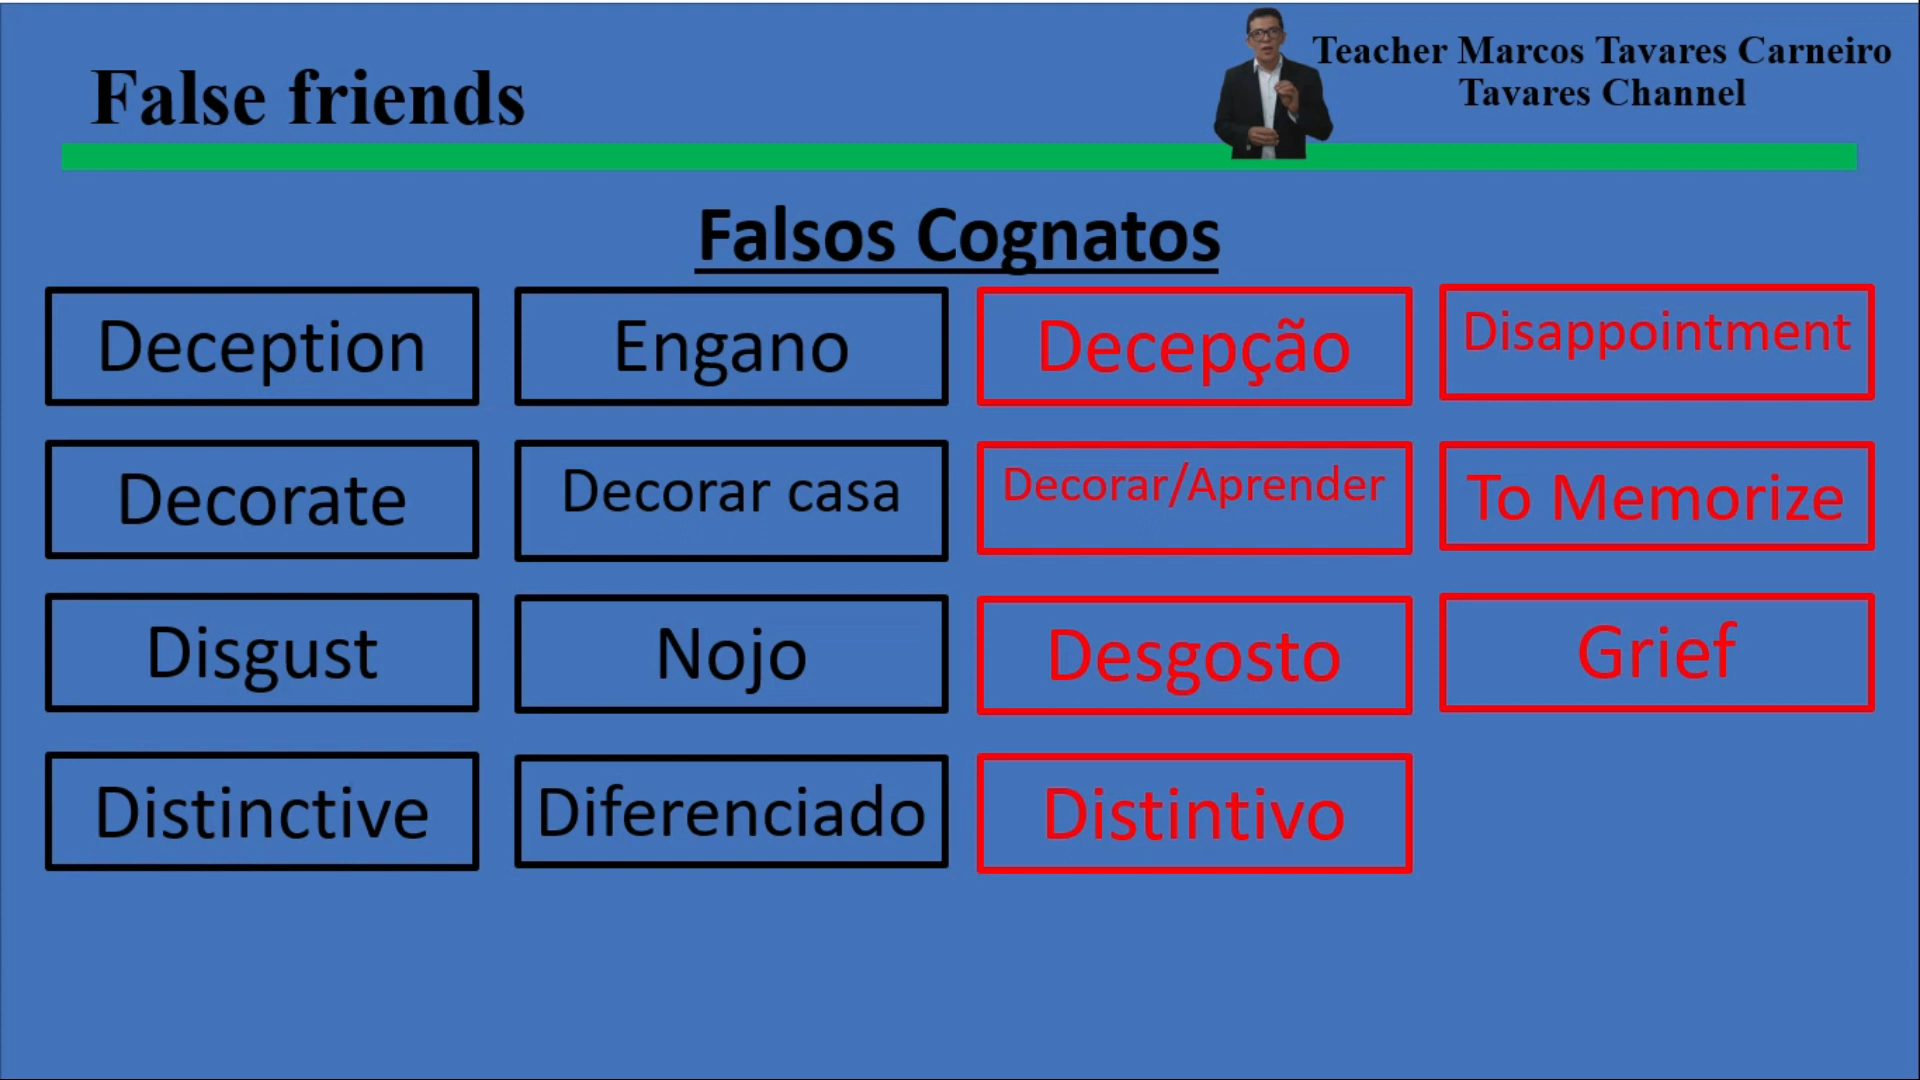 False friends
Teacher Marcos Tavares Carneiro
Tavares Channel
Falsos Cognatos
Deception
Engano
Decepção
Disappointment
Decorate
Decorar casa
Decorar/Aprender
To Memorize
Disgust
Nojo
Desgosto
Grief
Distinctive
Diferenciado
Distintivo